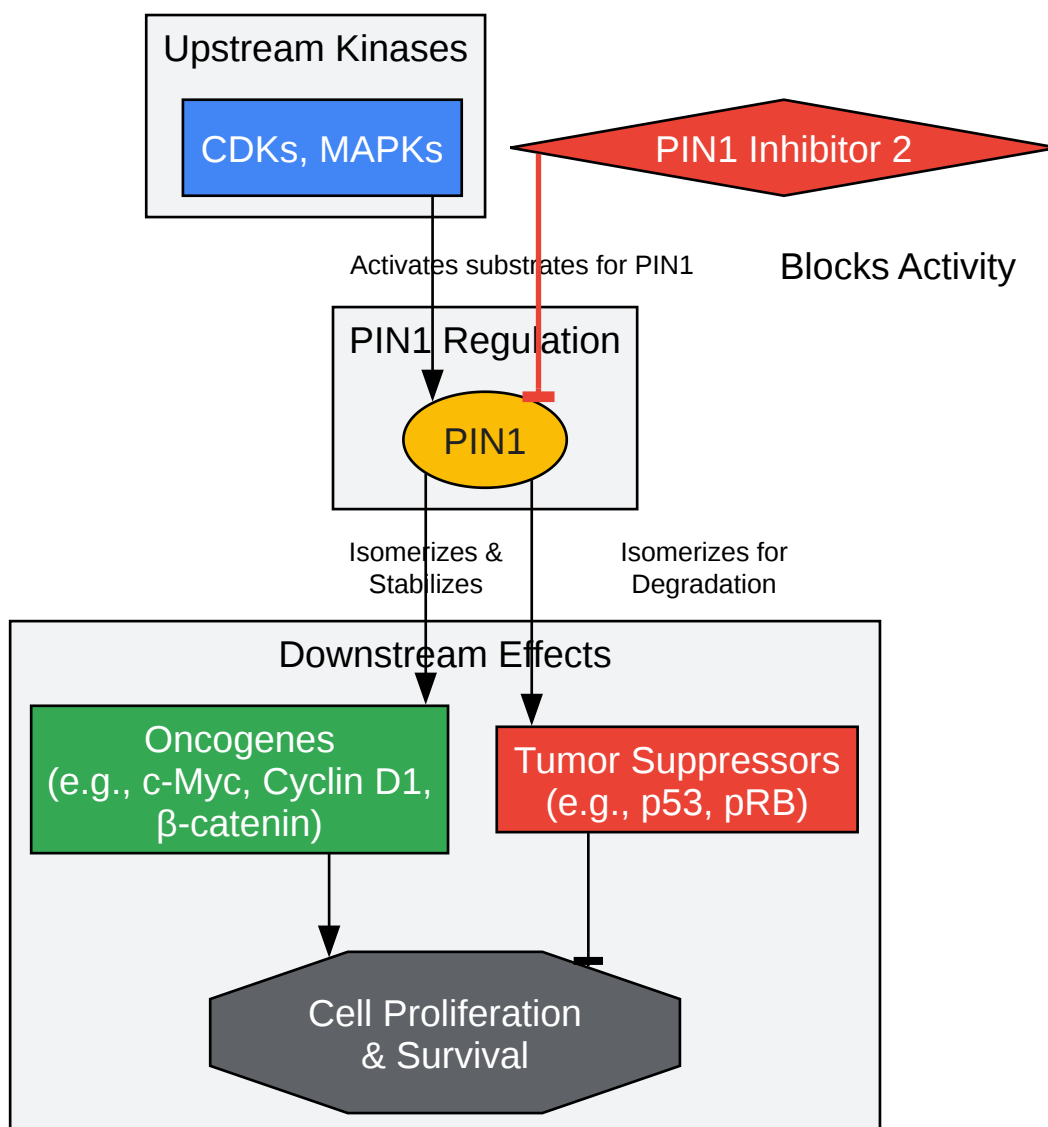 Upstream Kinases
CDKs, MAPKs
PIN1 Inhibitor 2
Activates substrates for PIN1
Blocks Activity
PIN1 Regulation
PIN1
Isomerizes &
Stabilizes
Isomerizes for
Degradation
Downstream Effects
Oncogenes
(e.g., c-Myc, Cyclin D1,
β-catenin)
Tumor Suppressors
(e.g., p53, pRB)
Cell Proliferation
& Survival